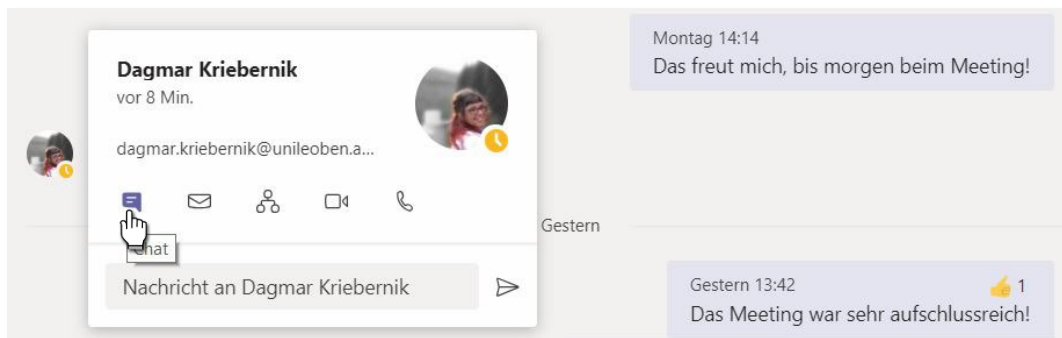 Dagmar Kriebernik
vor 8 Min.
dagmar.kriebernik@unileoben.a...
Chat
Nachricht an Dagmar Kriebernik
Montag 14:14
Das freut mich, bis morgen beim Meeting!
Gestern
Gestern 13:42 1
Das Meeting war sehr aufschlussreich!